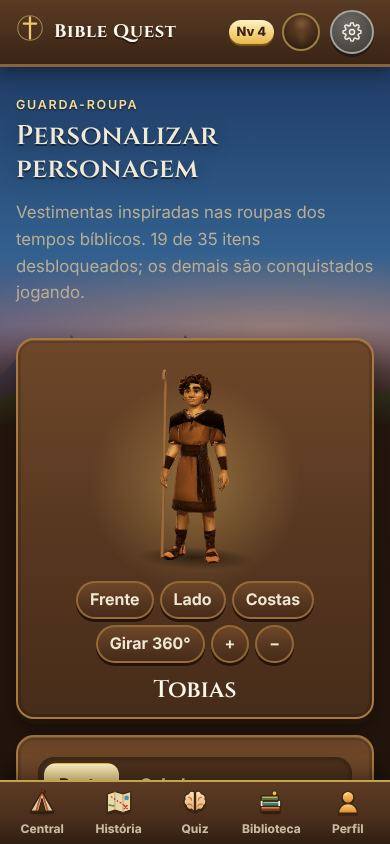 Bible Quest
Nv 4
GUARDA-ROUPA
Personalizar
personagem
Vestimentas inspiradas nas roupas dos
tempos bíblicos. 19 de 35 itens
desbloqueados; os demais são conquistados
jogando.
Frente
Lado
Costas
Girar 360°
+
−
Tobias
Central
História
Quiz
Biblioteca
Perfil